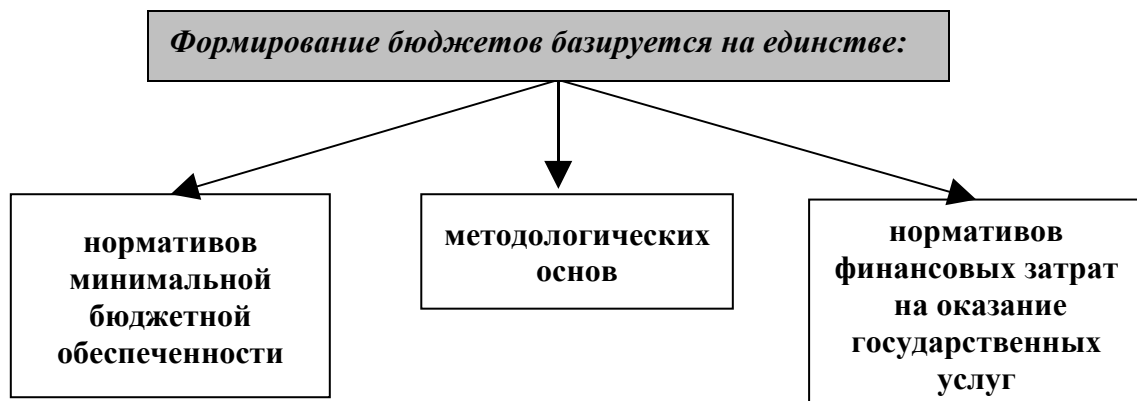 Формирование бюджетов базируется на единстве:
нормативов
минимальной
бюджетной
обеспеченности
методологических
основ
нормативов
финансовых затрат
на оказание
государственных
услуг